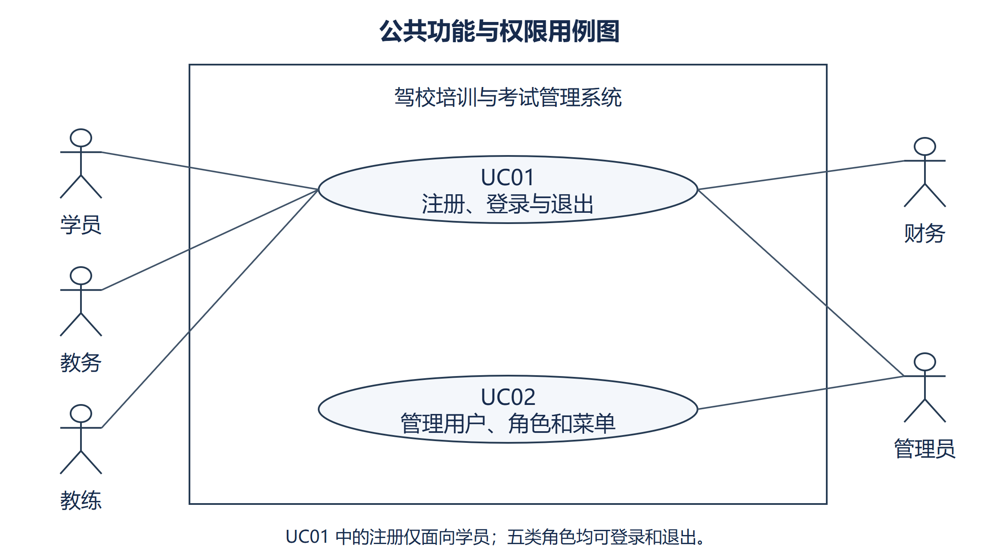 公共功能与权限用例图
驾校培训与考试管理系统
UC01
注册、登录与退出
学员
财务
教务
UC02
管理用户、角色和菜单
管理员
教练
UC01 中的注册仅面向学员；五类角色均可登录和退出。